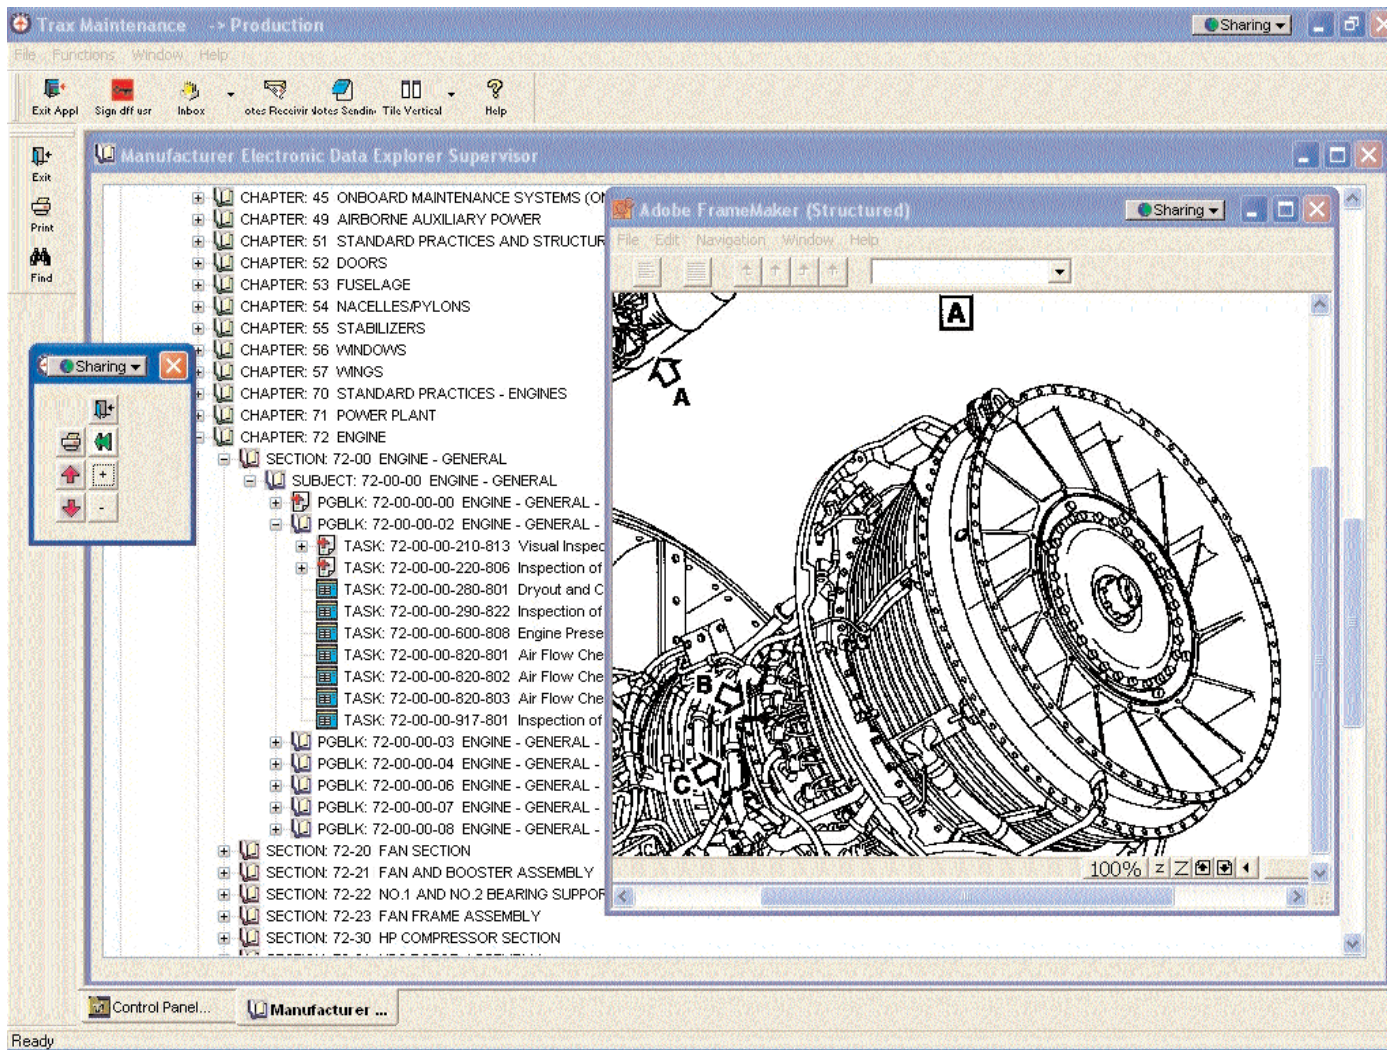 Trax Maintenance -> Production
Sharing
File Functions Window Help
Exit Appl Sign dff usr Inbox otes Receivir Notes Sendin Tile Vertical Help
Exit
Print
Find
Manufacturer Electronic Data Explorer Supervisor
CHAPTER: 45 ONBOARD MAINTENANCE SYSTEMS (O
CHAPTER: 49 AIRBORNE AUXILIARY POWER
CHAPTER: 51 STANDARD PRACTICES AND STRUCTUR
CHAPTER: 52 DOORS
CHAPTER: 53 FUSELAGE
CHAPTER: 54 NACELLES/PYLONS
CHAPTER: 55 STABILIZERS
CHAPTER: 56 WINDOWS
CHAPTER: 57 WINGS
CHAPTER: 70 STANDARD PRACTICES - ENGINES
CHAPTER: 71 POWER PLANT
CHAPTER: 72 ENGINE
SECTION: 72-00 ENGINE - GENERAL
SUBJECT: 72-00-00 ENGINE - GENERAL
PGBLK: 72-00-00-00 ENGINE - GENERAL -
PGBLK: 72-00-00-02 ENGINE - GENERAL -
TASK: 72-00-00-210-813 Visual Inspec
TASK: 72-00-00-220-806 Inspection of
TASK: 72-00-00-280-801 Dryout and C
TASK: 72-00-00-290-822 Inspection of
TASK: 72-00-00-600-808 Engine Prese
TASK: 72-00-00-820-801 Air Flow Che
TASK: 72-00-00-820-802 Air Flow Che
TASK: 72-00-00-820-803 Air Flow Che
TASK: 72-00-00-917-801 Inspection of
PGBLK: 72-00-00-03 ENGINE - GENERAL -
PGBLK: 72-00-00-04 ENGINE - GENERAL -
PGBLK: 72-00-00-06 ENGINE - GENERAL -
PGBLK: 72-00-00-07 ENGINE - GENERAL -
PGBLK: 72-00-00-08 ENGINE - GENERAL -
SECTION: 72-20 FAN SECTION
SECTION: 72-21 FAN AND BOOSTER ASSEMBLY
SECTION: 72-22 NO.1 AND NO.2 BEARING SUPPOR
SECTION: 72-23 FAN FRAME ASSEMBLY
SECTION: 72-30 HP COMPRESSOR SECTION
Sharing
Adobe FrameMaker (Structured)
Sharing
File Edit Navigation Window Help
A
A
B
C
100% z Z
Control Panel...
Manufacturer ...
Ready